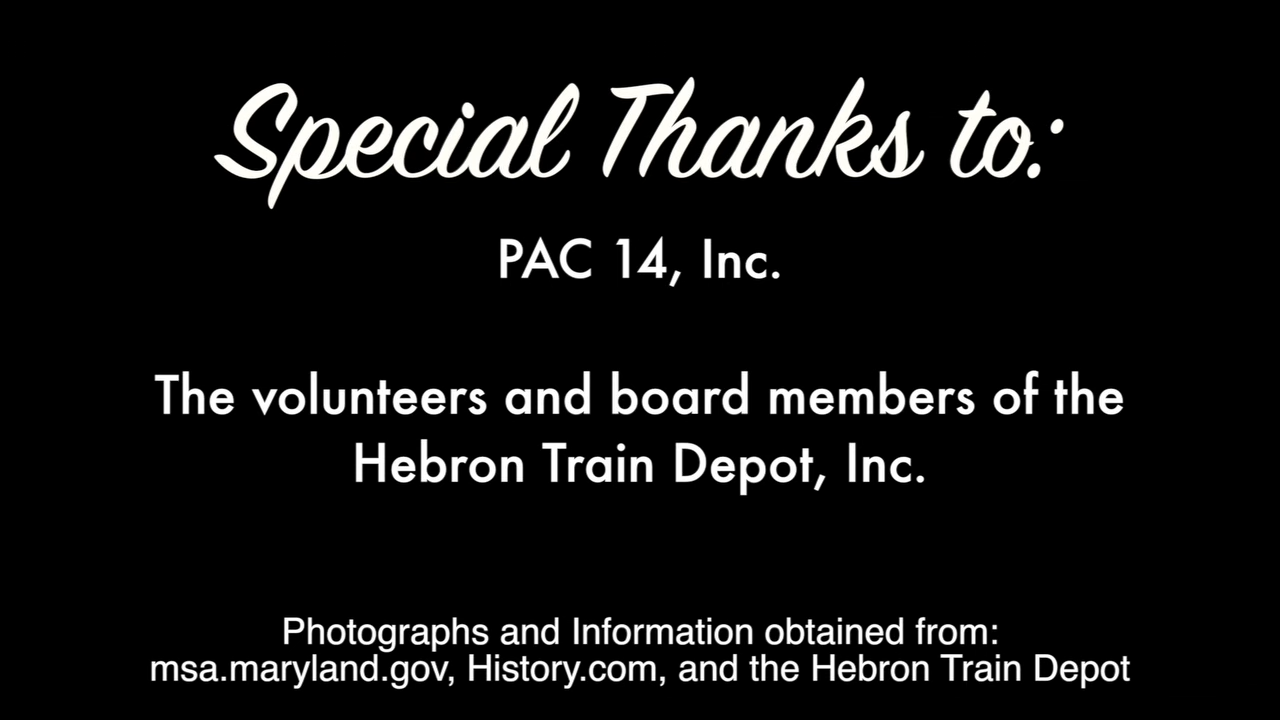 Special Thanks to:
PAC 14, Inc.
The volunteers and board members of the
Hebron Train Depot, Inc.
Photographs and Information obtained from:
msa.maryland.gov, History.com, and the Hebron Train Depot